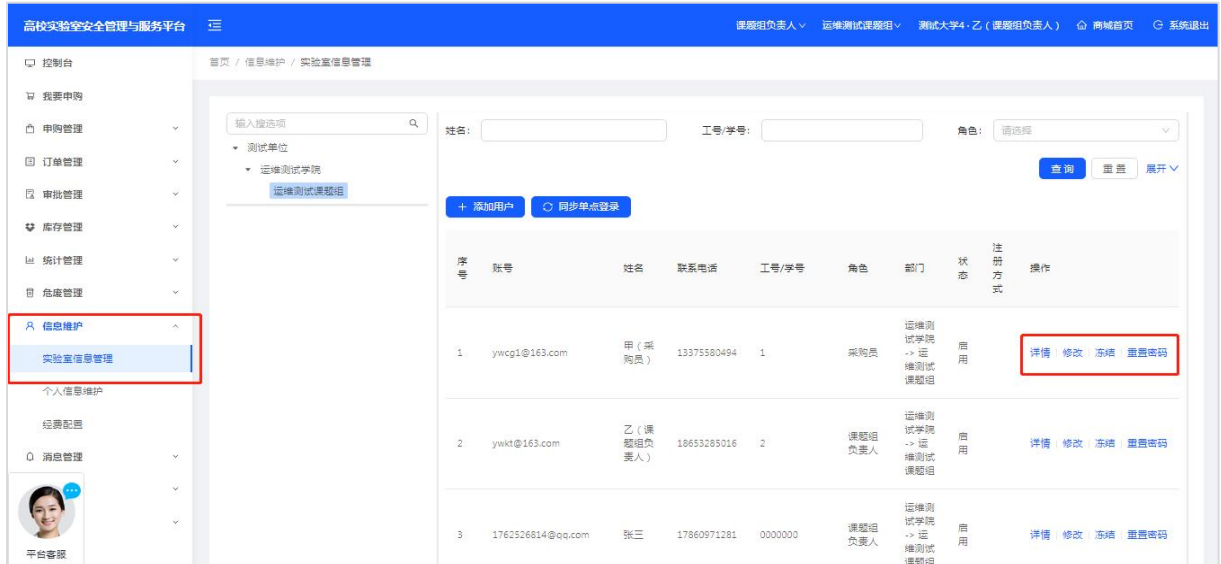 高校实验室安全管理与服务平台
课题组负责人 运维测试课题组 测试大学4·乙（课题组负责人） 商城首页 系统退出
控制台
首页 / 信息维护 / 实验室信息管理
我要申购
申购管理
订单管理
审批管理
库存管理
统计管理
危废管理
信息维护
实验室信息管理
个人信息维护
经费配置
消息管理
平台客服
输入搜选项
测试单位
运维测试学院
运维测试课题组
姓名: 工号/学号: 角色: 请选择
查询 重置 展开
+ 添加用户 同步单点登录
序号 账号 姓名 联系电话 工号/学号 角色 部门 状态 注册方式 操作
1 ywcg1@163.com 甲（采购员） 13375580494 1 采购员 运维测试学院 -> 运维测试课题组 启用 详情 修改 冻结 重置密码
2 ywkt@163.com 乙（课题组负责人） 18653285016 2 课题组负责人 运维测试学院 -> 运维测试课题组 启用 详情 修改 冻结 重置密码
3 1762526814@qq.com 张三 17860971281 0000000 课题组负责人 运维测试学院 -> 运维测试课题组 启用 详情 修改 冻结 重置密码